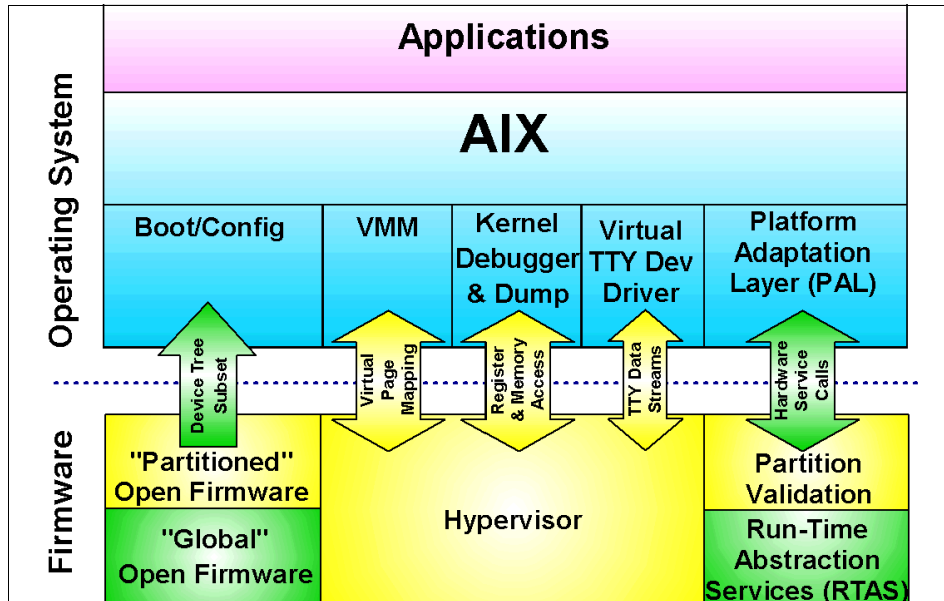 Operating System
Applications
AIX
Boot/Config
VMM
Kernel
Debugger
& Dump
Virtual
TTY Dev
Driver
Platform
Adaptation
Layer (PAL)
Device Tree
Subset
Virtual
Page
Mapping
Register
& Memory
Access
TTY Data
Streams
Hardware
Service
Calls
Firmware
"Partitioned"
Open Firmware
"Global"
Open Firmware
Hypervisor
Partition
Validation
Run-Time
Abstraction
Services (RTAS)